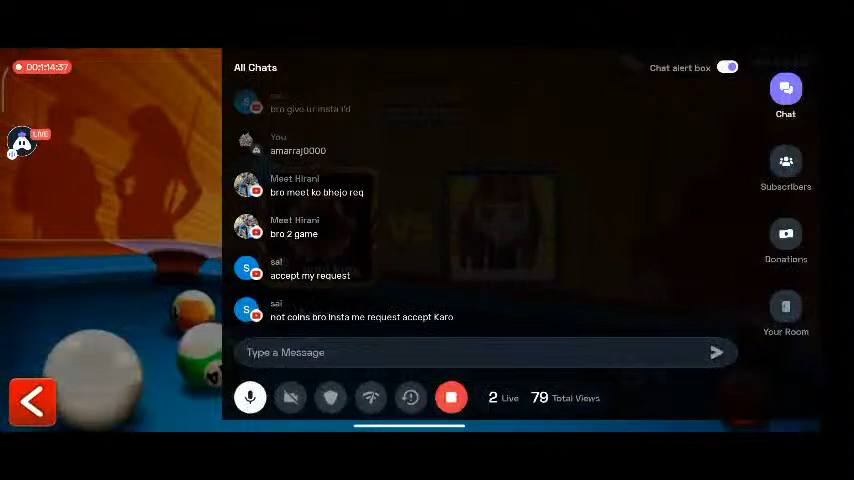 00:1:14:37
All Chats
Chat alert box
sai
bro give ur insta i'd
LIVE
You
amarraj0000
Chat
Meet Hirani
bro meet ko bhejo req
Subscribers
Meet Hirani
bro 2 game
sai
accept my request
Donations
sai
not coins bro insta me request accept Karo
Your Room
Type a Message
2 Live 79 Total Views